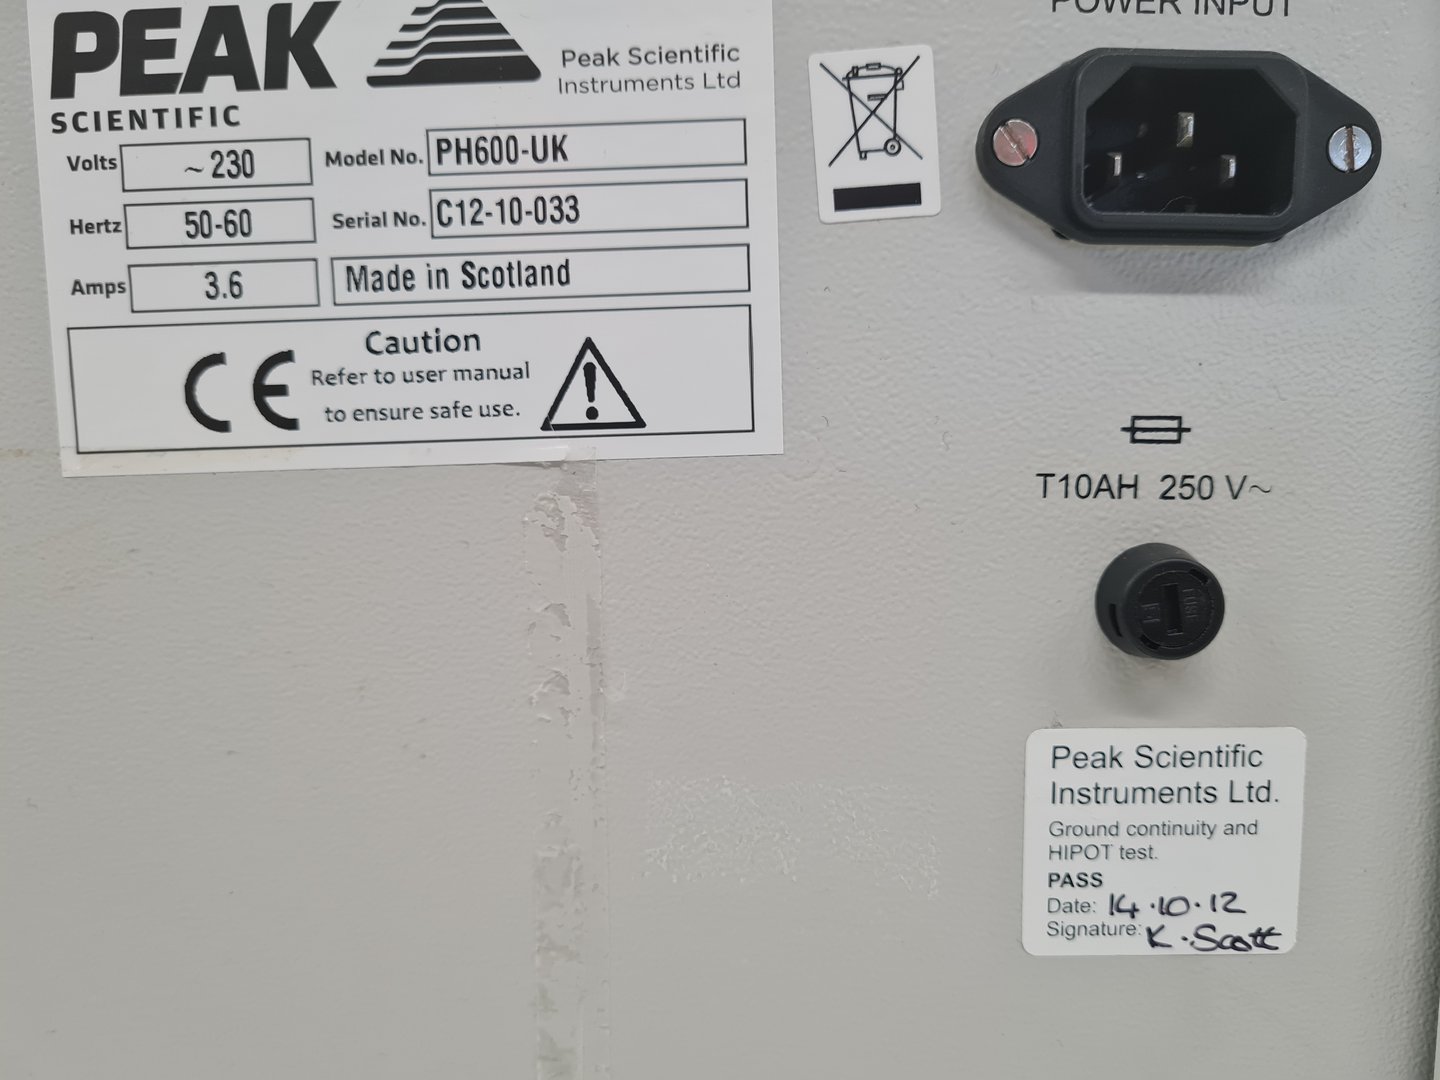 POWER INPUT
PEAK
SCIENTIFIC
Peak Scientific
Instruments Ltd
Volts ~ 230 Model No. PH600-UK
Hertz 50-60 Serial No. C12-10-033
Amps 3.6 Made in Scotland
CE
Caution
Refer to user manual
to ensure safe use.
T10AH 250 V~
FUSE
Peak Scientific
Instruments Ltd.
Ground continuity and
HIPOT test.
PASS
Date: 14.10.12
Signature: K. Scott